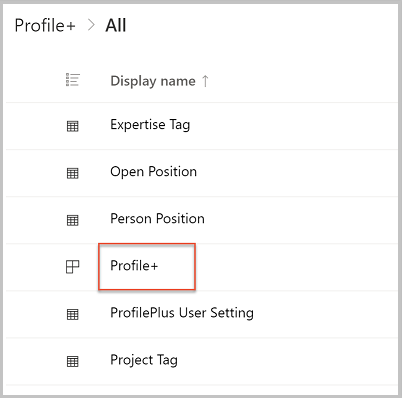 Profile+ > All
Display name ↑
Expertise Tag
Open Position
Person Position
Profile+
ProfilePlus User Setting
Project Tag